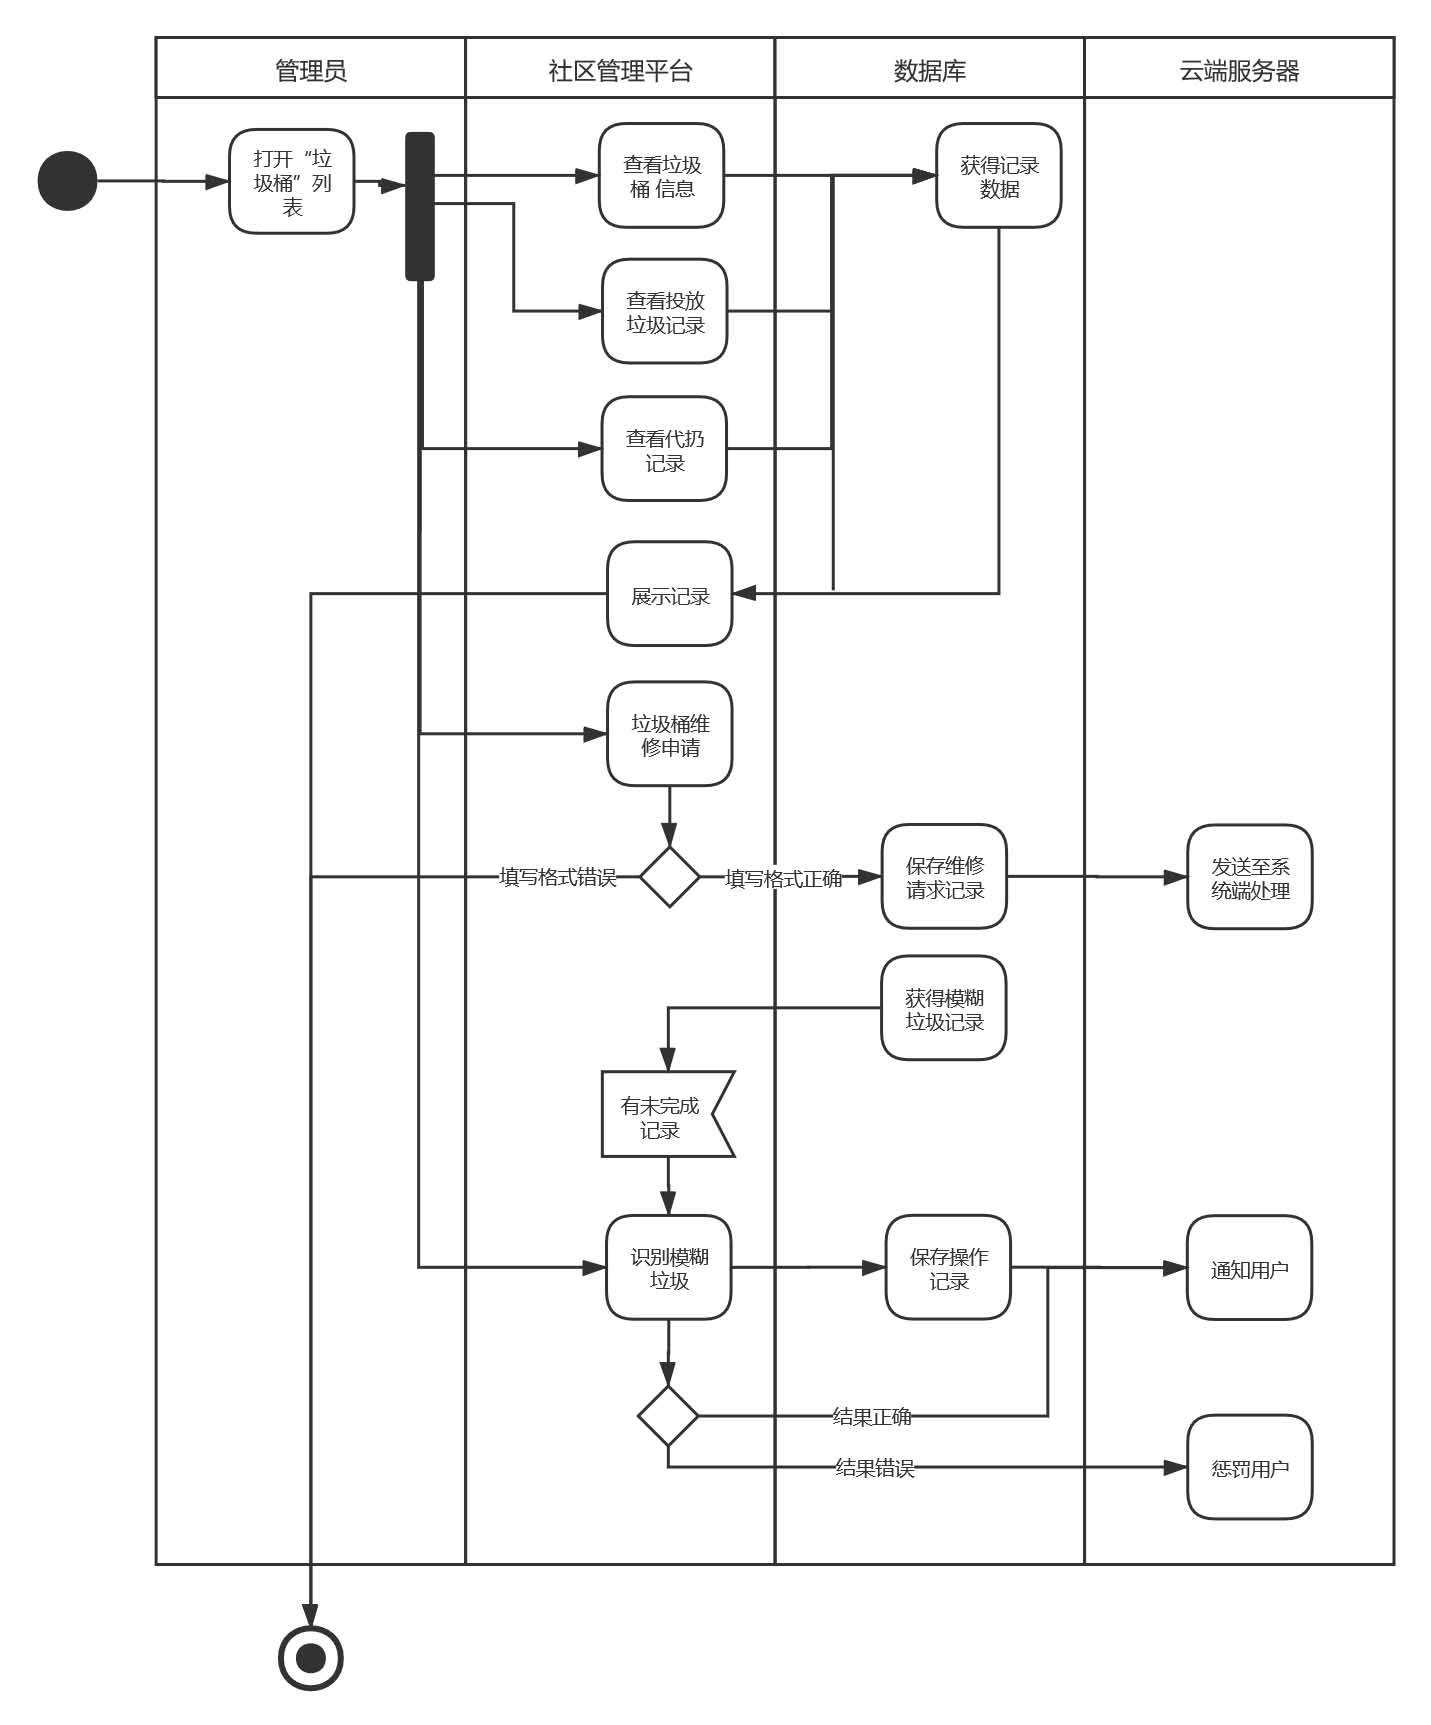 管理员
社区管理平台
数据库
云端服务器
打开“垃
圾桶”列
表
查看垃圾
桶 信息
获得记录
数据
查看投放
垃圾记录
查看代扔
记录
展示记录
垃圾桶维
修申请
填写格式错误
填写格式正确
保存维修
请求记录
发送至系
统端处理
获得模糊
垃圾记录
有未完成
记录
识别模糊
垃圾
保存操作
记录
通知用户
结果正确
结果错误
惩罚用户